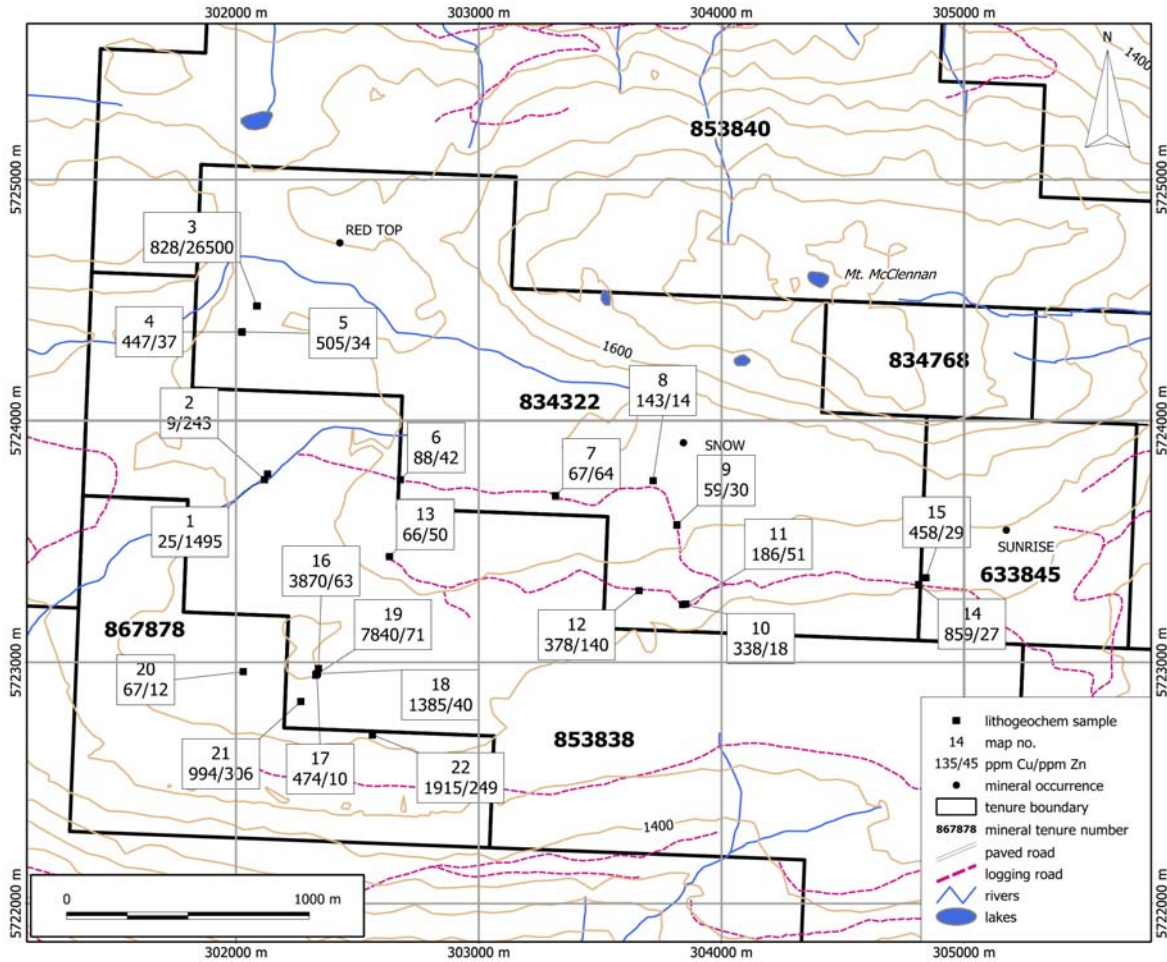 302000 m
303000 m
304000 m
305000 m
N
1400
853840
5725000 m
5725000 m
3
828/26500
RED TOP
Mt. McClennan
4
447/37
5
505/34
1600
834768
2
9/243
834322
8
143/14
5724000 m
5724000 m
6
88/42
7
67/64
SNOW
9
59/30
1
25/1495
13
66/50
15
458/29
SUNRISE
16
3870/63
11
186/51
633845
867878
19
7840/71
12
378/140
10
338/18
14
859/27
5723000 m
5723000 m
20
67/12
18
1385/40
853838
21
994/306
17
474/10
22
1915/249
1400
lithogeochem sample
14 map no.
135/45 ppm Cu/ppm Zn
mineral occurrence
tenure boundary
867878 mineral tenure number
paved road
logging road
rivers
lakes
5722000 m
5722000 m
0 1000 m
302000 m
303000 m
304000 m
305000 m